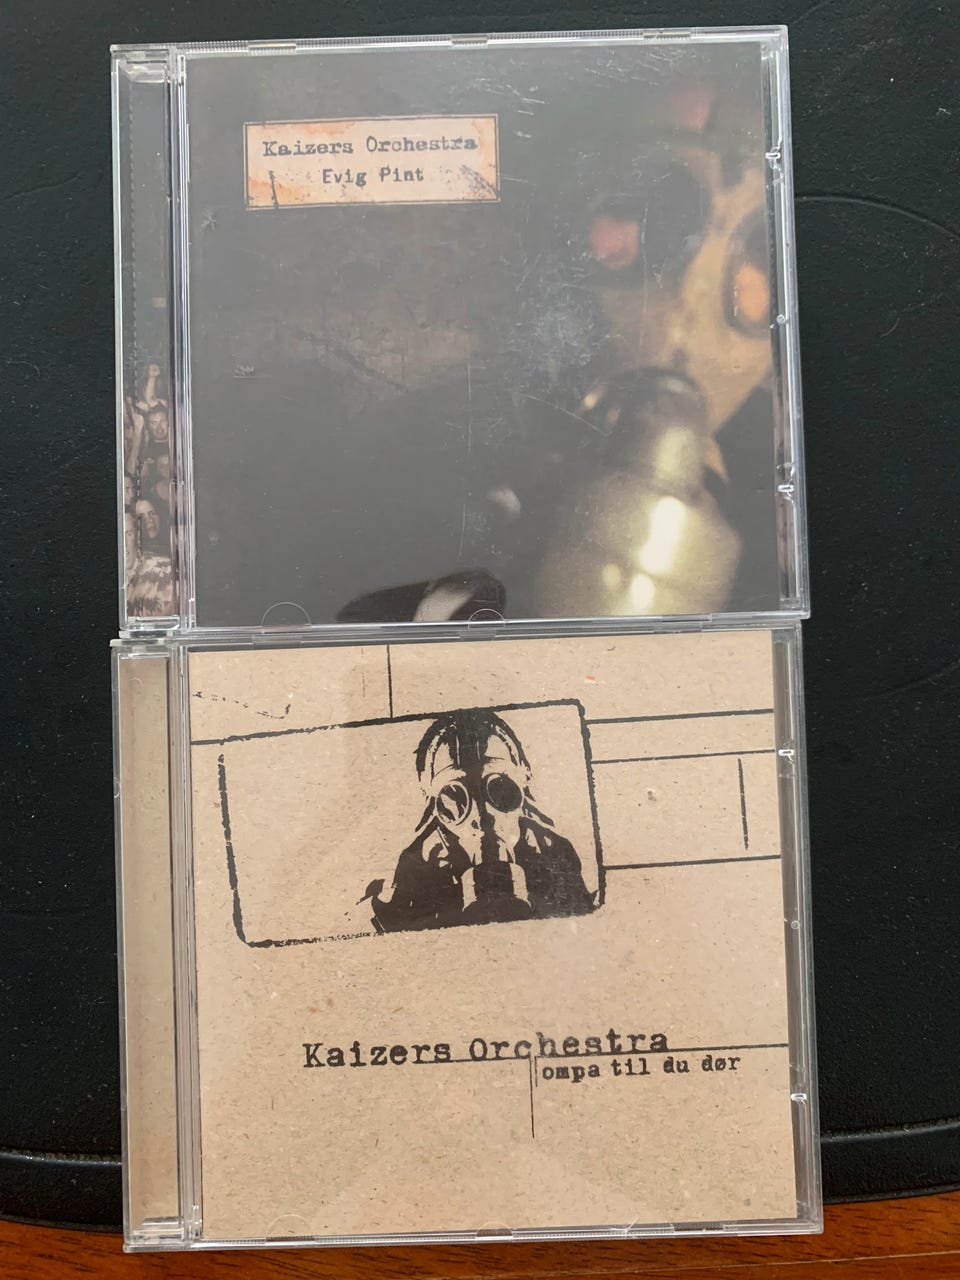 Kaizers Orchestra
Evig Pint
Kaizers Orchestra
ompa til du dør